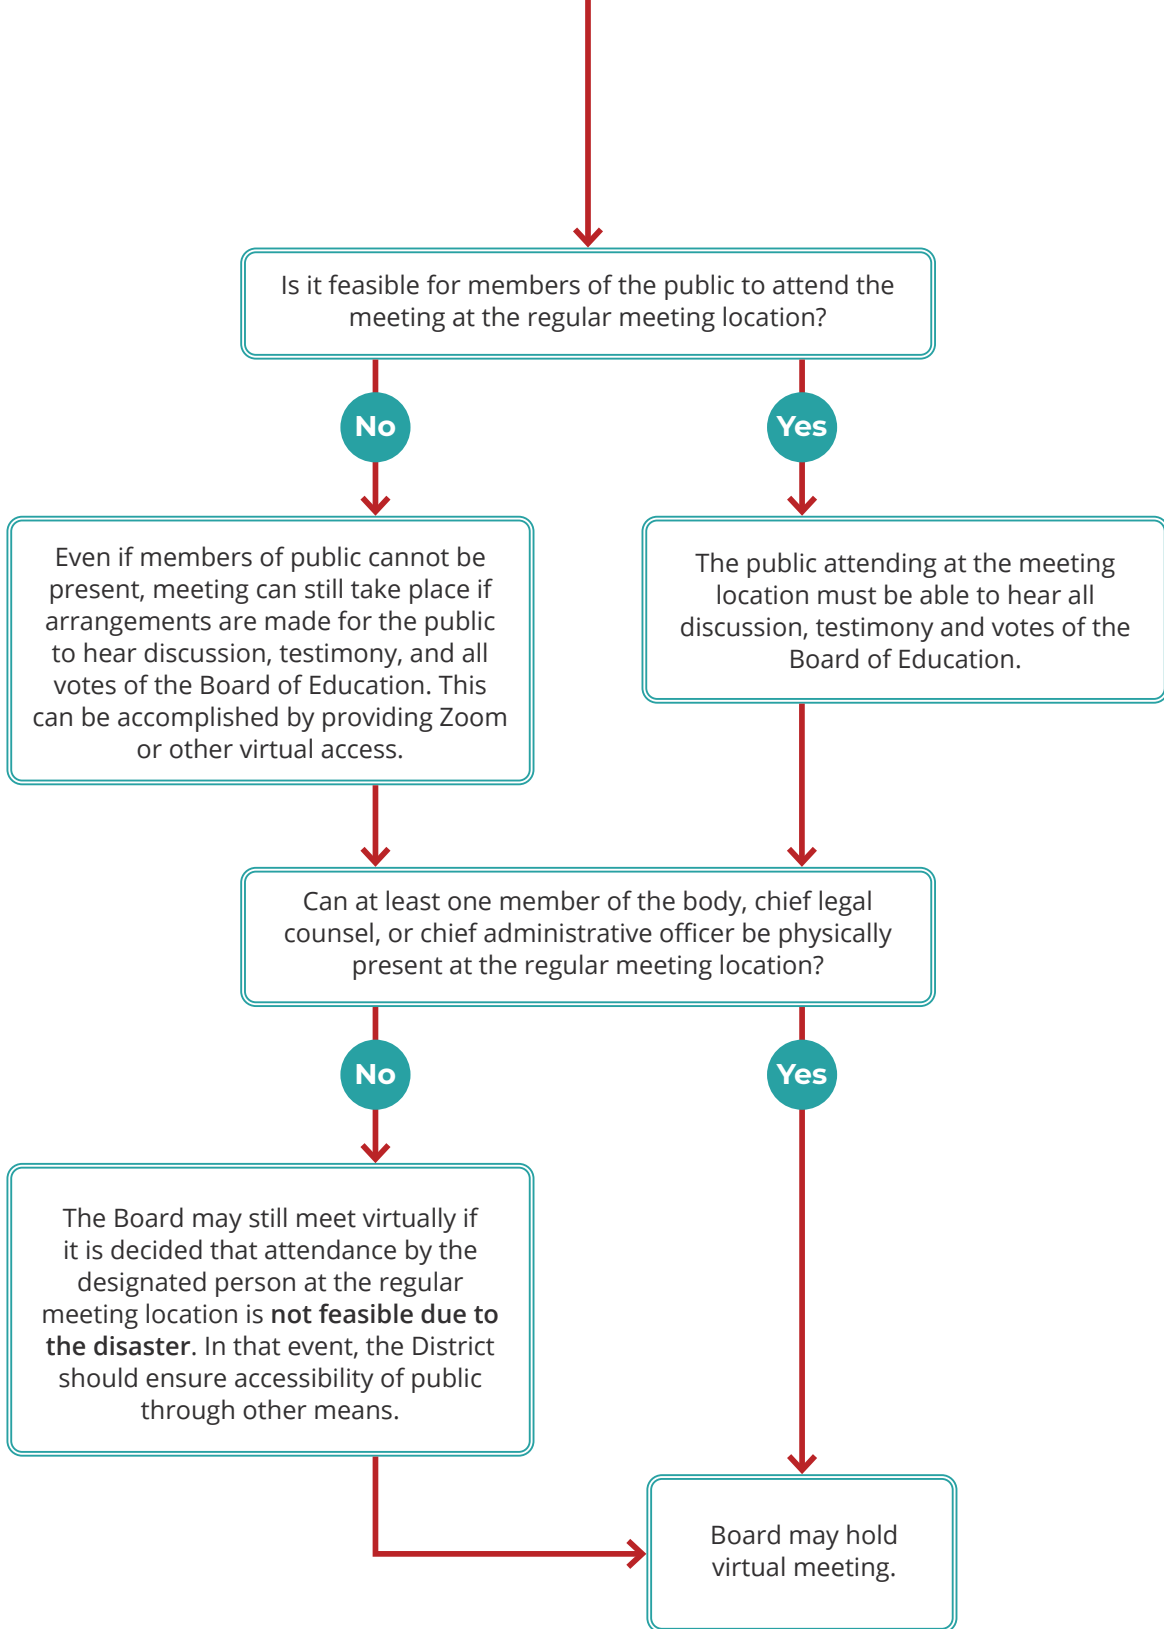 Is it feasible for members of the public to attend the
meeting at the regular meeting location?
No
Yes
Even if members of public cannot be
present, meeting can still take place if
arrangements are made for the public
to hear discussion, testimony, and all
votes of the Board of Education. This
can be accomplished by providing Zoom
or other virtual access.
The public attending at the meeting
location must be able to hear all
discussion, testimony and votes of the
Board of Education.
Can at least one member of the body, chief legal
counsel, or chief administrative officer be physically
present at the regular meeting location?
No
Yes
The Board may still meet virtually if
it is decided that attendance by the
designated person at the regular
meeting location is not feasible due to
the disaster. In that event, the District
should ensure accessibility of public
through other means.
Board may hold
virtual meeting.